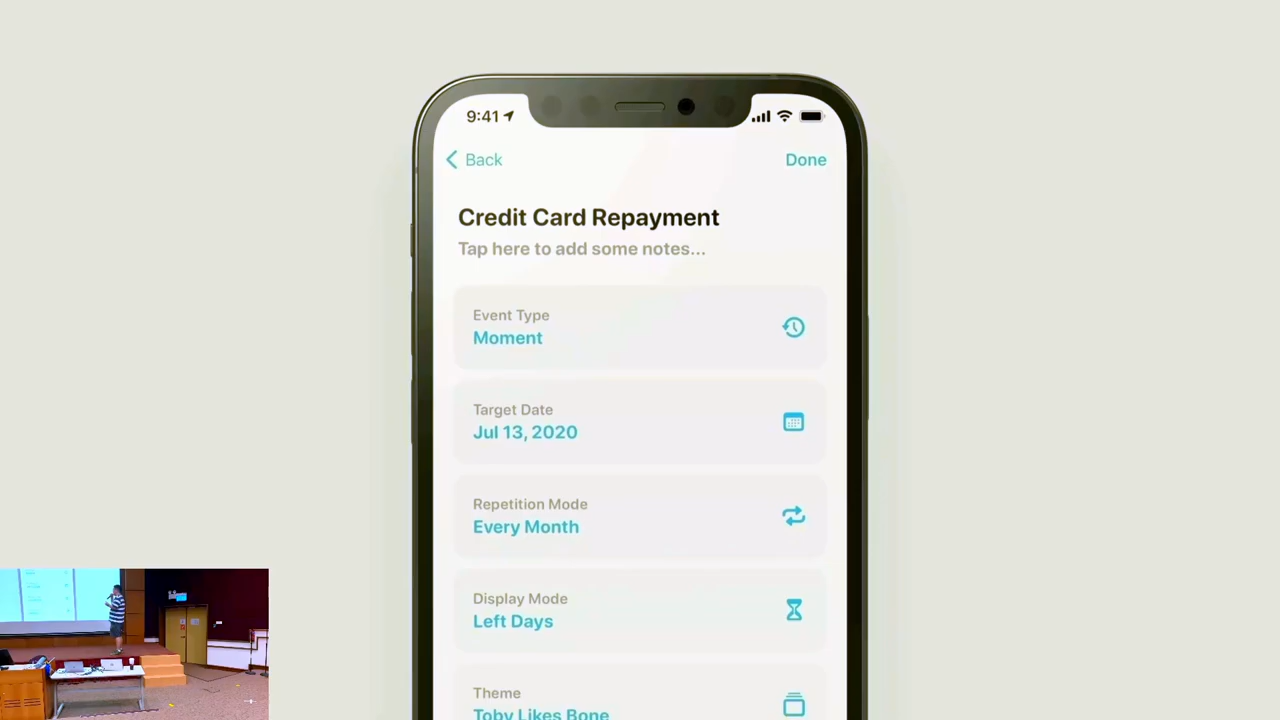 9:41
Back
Done
Credit Card Repayment
Tap here to add some notes...
Event Type
Moment
Target Date
Jul 13, 2020
Repetition Mode
Every Month
Display Mode
Left Days
Theme
Toby Likes Bone